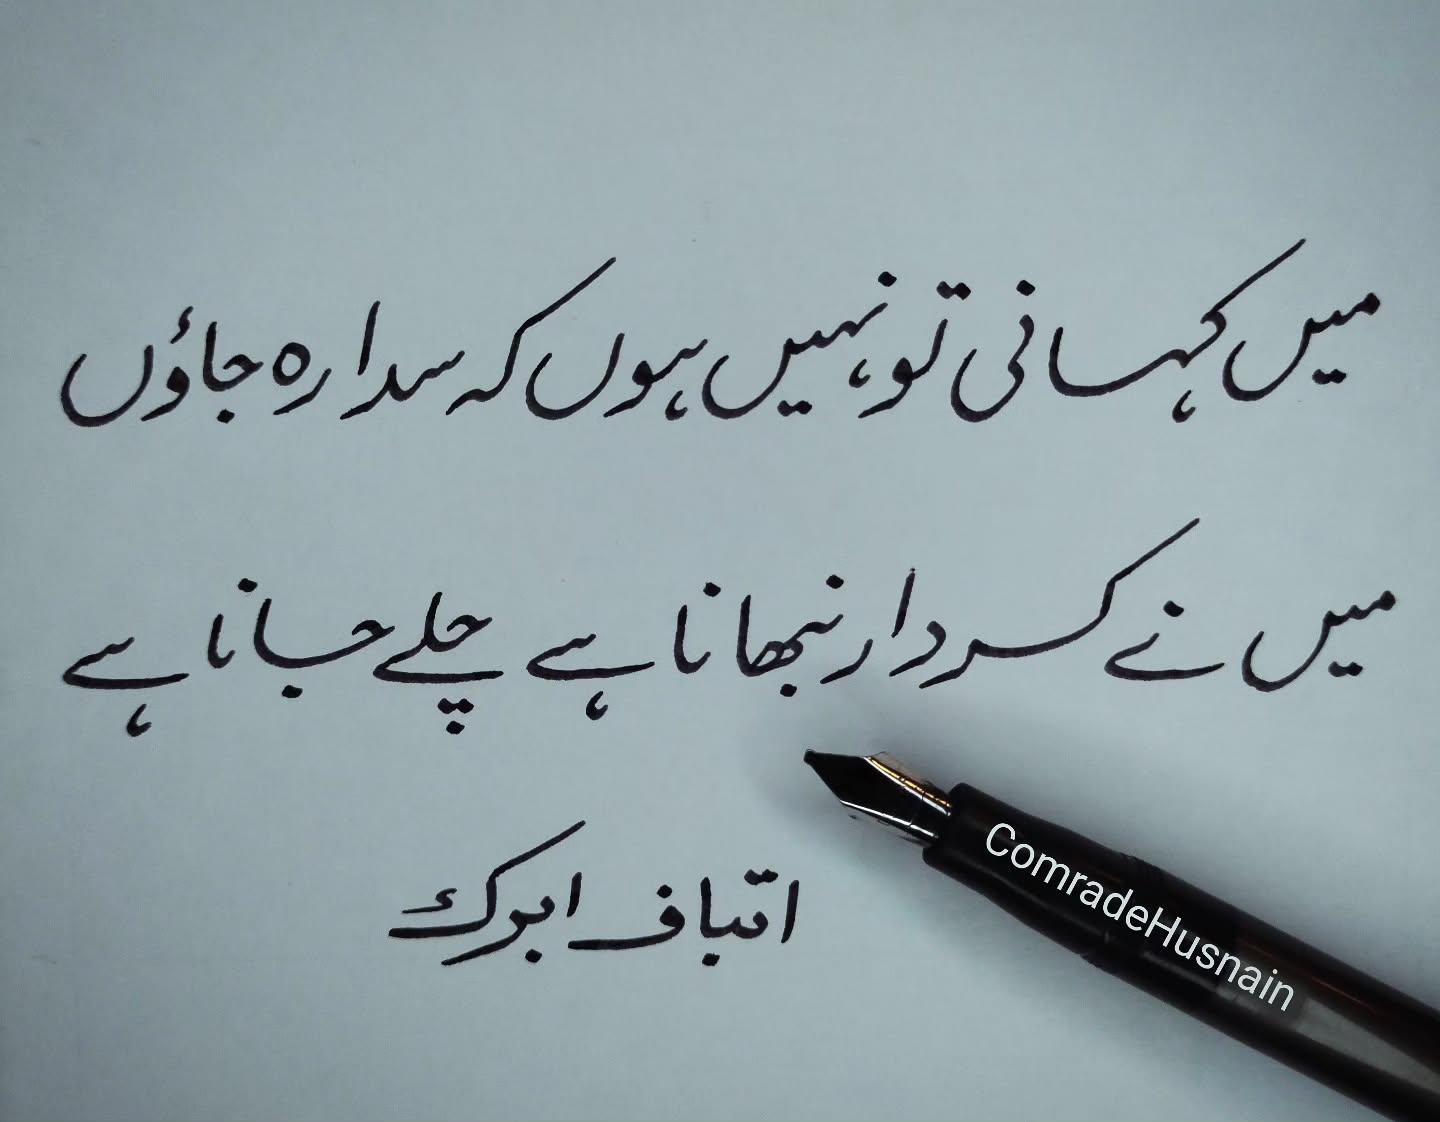 میں کہانی تو نہیں ہوں کہ سدا رہ جاؤں
میں نے کردار نبھانا ہے چلے جانا ہے
اتباف ابرک
ComradeHusnain